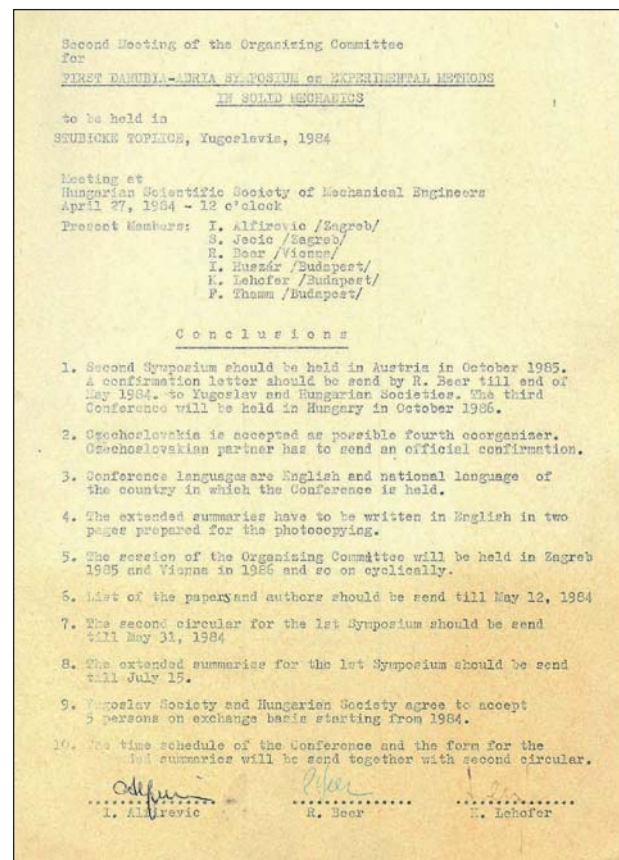 Second Meeting of the Organizing Committee
for
FIRST DANUBIA-ADRIA SYMPOSIUM on EXPERIMENTAL METHODS
IN SOLID MECHANICS
to be held in
STUBICKE TOPLICE, Yugoslavia, 1984
Meeting at
Hungarian Scientific Society of Mechanical Engineers
April 27, 1984 - 12 o'clock
Present Members: I. Alfirevic /Zagreb/
S. Jecic /Zagreb/
R. Beer /Vienna/
I. Huszár /Budapest/
K. Lehofer /Budapest/
F. Thamm /Budapest/
Conclusions
1. Second Symposium should be held in Austria in October 1985.
A confirmation letter should be send by R. Beer till end of
May 1984. to Yugoslav and Hungarian Societies. The third
Conference will be held in Hungary in October 1986.
2. Czechoslovakia is accepted as possible fourth coorganizer.
Czechoslovakian partner has to send an official confirmation.
3. Conference languages are English and national language of
the country in which the Conference is held.
4. The extended summaries have to be written in English in two
pages prepared for the photocopying.
5. The session of the Organizing Committee will be held in Zagreb
1985 and Vienna in 1986 and so on cyclically.
6. List of the papers and authors should be send till May 12, 1984
7. The second circular for the 1st Symposium should be send
till May 31, 1984
8. The extended summaries for the 1st Symposium should be send
till July 15.
9. Yugoslav Society and Hungarian Society agree to accept
5 persons on exchange basis starting from 1984.
10. The time schedule of the Conference and the form for the
summaries will be send together with second circular.
I. Alfirevic R. Beer K. Lehofer